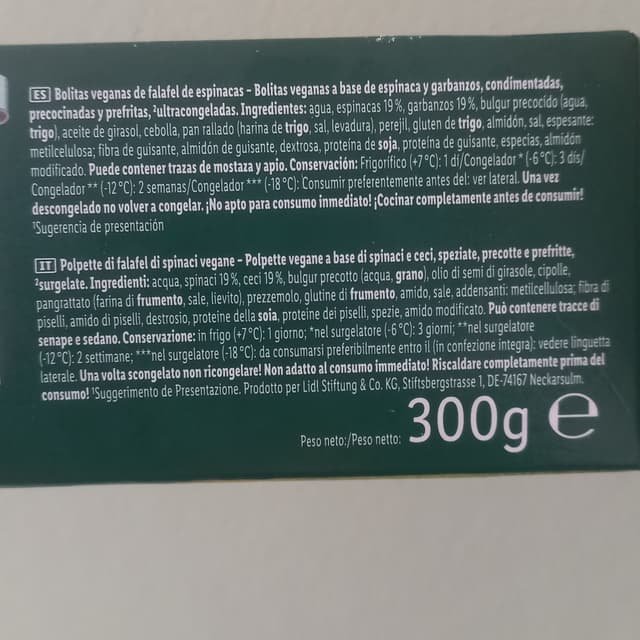 ES Bolitas veganas de falafel de espinacas - Bolitas veganas a base de espinaca y garbanzos, condimentadas,
precocinadas y prefritas, ²ultracongeladas. Ingredientes: agua, espinacas 19%, garbanzos 19%, bulgur precocido (agua,
trigo), aceite de girasol, cebolla, pan rallado (harina de trigo, sal, levadura), perejil, gluten de trigo, almidón, sal, espesante:
metilcelulosa; fibra de guisante, almidón de guisante, dextrosa, proteína de soja, proteína de guisante, especias, almidón
modificado. Puede contener trazas de mostaza y apio. Conservación: Frigorífico (+7°C): 1 dí/Congelador * (-6°C): 3 dís/
Congelador ** (-12°C): 2 semanas/Congelador *** (-18°C): Consumir preferentemente antes del: ver lateral. Una vez
descongelado no volver a congelar. ¡No apto para consumo inmediato! ¡Cocinar completamente antes de consumir!
¹Sugerencia de presentación
IT Polpette di falafel di spinaci vegane - Polpette vegane a base di spinaci e ceci, speziate, precotte e prefritte,
²surgelate. Ingredienti: acqua, spinaci 19%, ceci 19%, bulgur precotto (acqua, grano), olio di semi di girasole, cipolle,
pangrattato (farina di frumento, sale, lievito), prezzemolo, glutine di frumento, amido, sale, addensanti: metilcellulosa; fibra di
piselli, amido di piselli, destrosio, proteine della soia, proteine dei piselli, spezie, amido modificato. Può contenere tracce di
senape e sedano. Conservazione: in frigo (+7°C): 1 giorno; *nel surgelatore (-6°C): 3 giorni; **nel surgelatore
(-12°C): 2 settimane; ***nel surgelatore (-18°C): da consumarsi preferibilmente entro il (in confezione integra): vedere linguetta
laterale. Una volta scongelato non ricongelare! Non adatto al consumo immediato! Riscaldare completamente prima del
consumo! ¹Suggerimento de Presentazione. Prodotto per Lidl Stiftung & Co. KG, Stiftsbergstrasse 1, DE-74167 Neckarsulm.
Peso neto:/Peso netto: 300g e